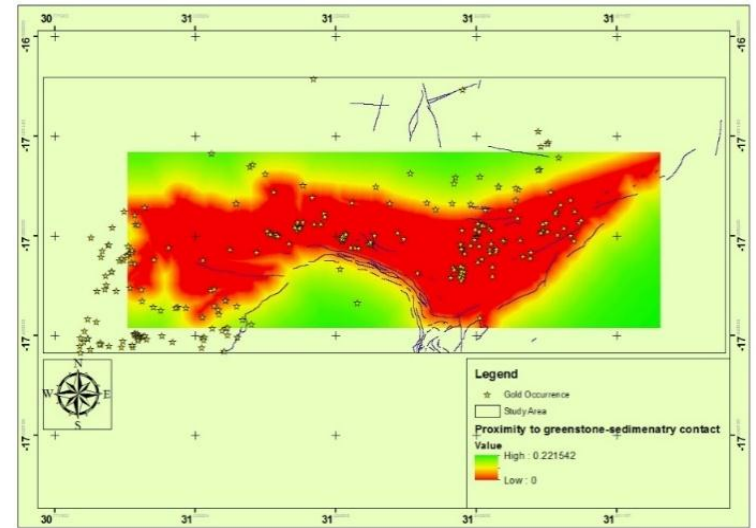 30 31 31 31 31
-16 -16
-17 -17
-17 -17
-17 -17
-17 -17
N
W E
S
Legend
Gold Occurrence
Study Area
Proximity to greenstone-sedimenatry contact
Value
High : 0.221542
Low : 0
30 31 31 31 31